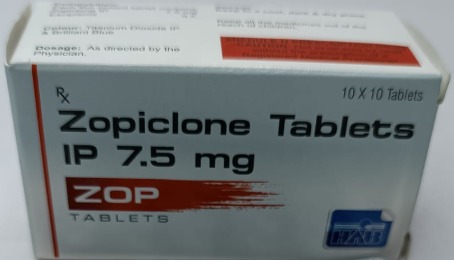 Colour: Titanium Dioxide IP
& Brilliant Blue
Dosage: As directed by the
Physician.
Rx
10 X 10 Tablets
Zopiclone Tablets
IP 7.5 mg
ZOP
TABLETS
HAB